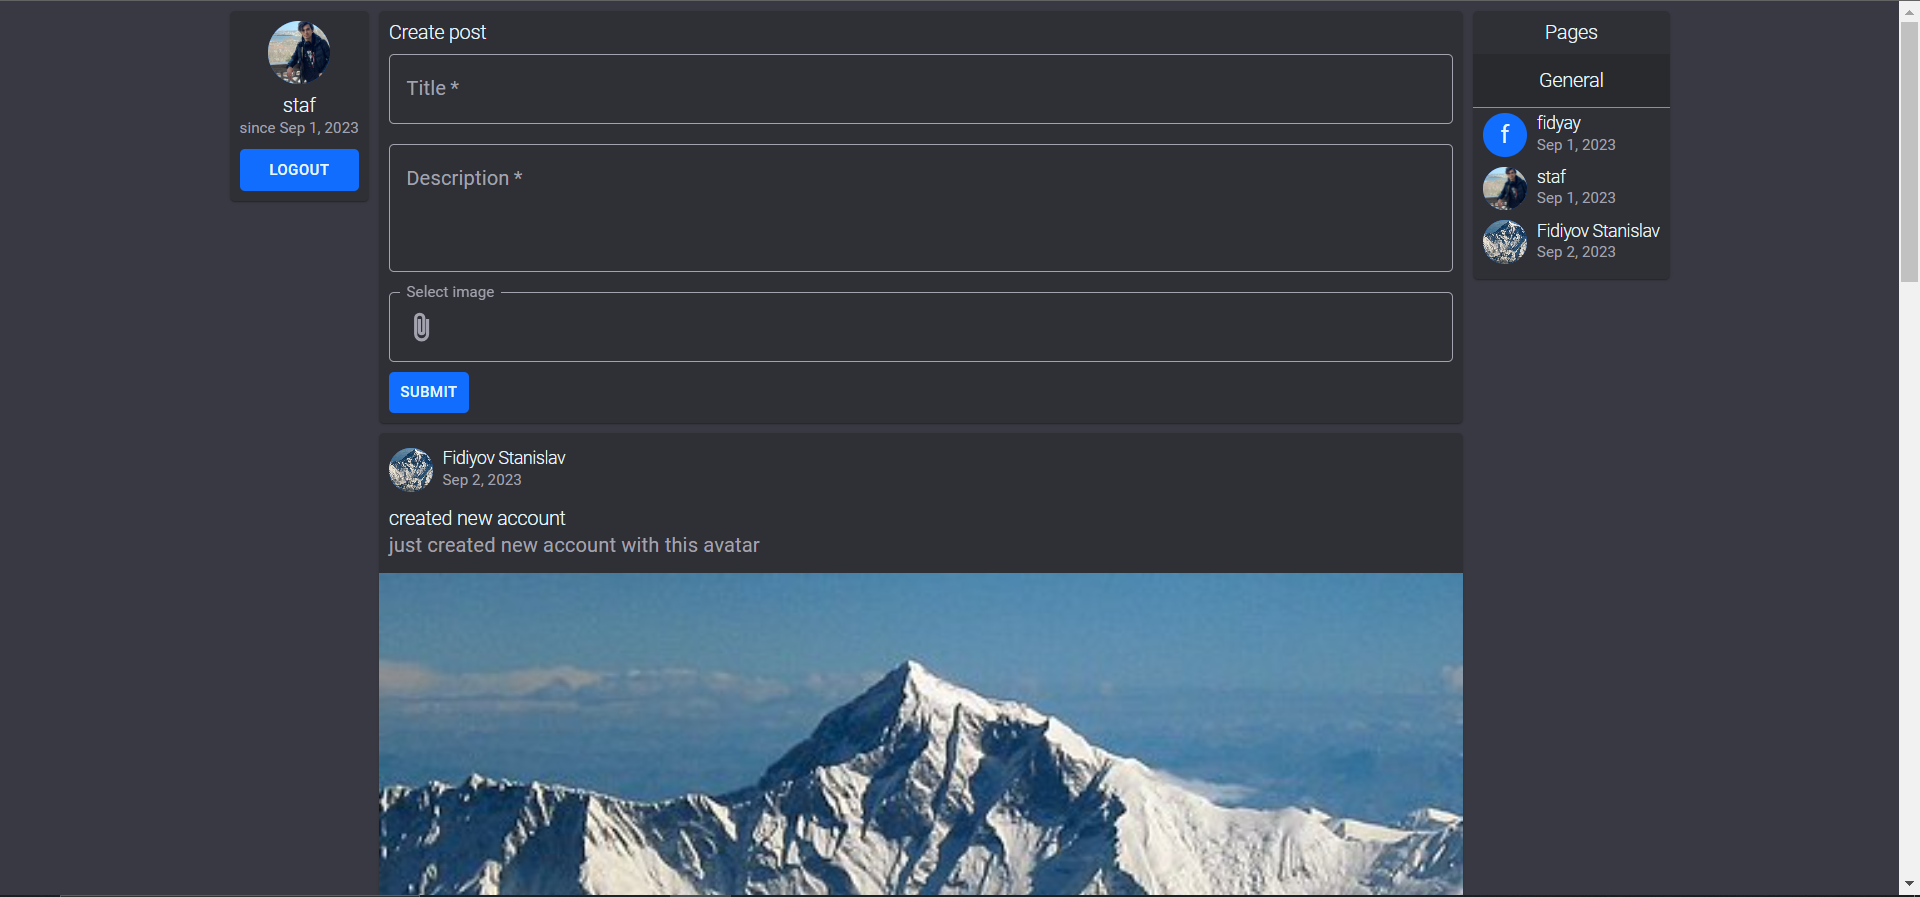 staf
since Sep 1, 2023
LOGOUT
Create post
Title *
Description *
Select image
SUBMIT
Fidiyov Stanislav
Sep 2, 2023
created new account
just created new account with this avatar
Pages
General
f
fidyay
Sep 1, 2023
staf
Sep 1, 2023
Fidiyov Stanislav
Sep 2, 2023